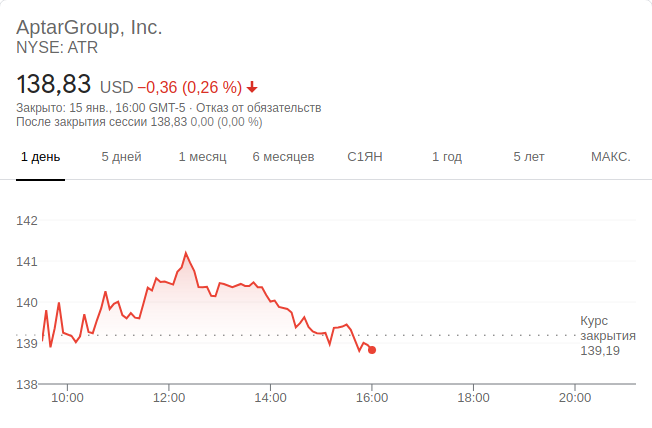 AptarGroup, Inc.
NYSE: ATR
138,83 USD −0,36 (0,26 %)
Закрыто: 15 янв., 16:00 GMT-5 · Отказ от обязательств
После закрытия сессии 138,83 0,00 (0,00 %)
1 день 5 дней 1 месяц 6 месяцев С1ЯН 1 год 5 лет МАКС.
142
141
140
Курс
закрытия
139,19
139
138
10:00 12:00 14:00 16:00 18:00 20:00